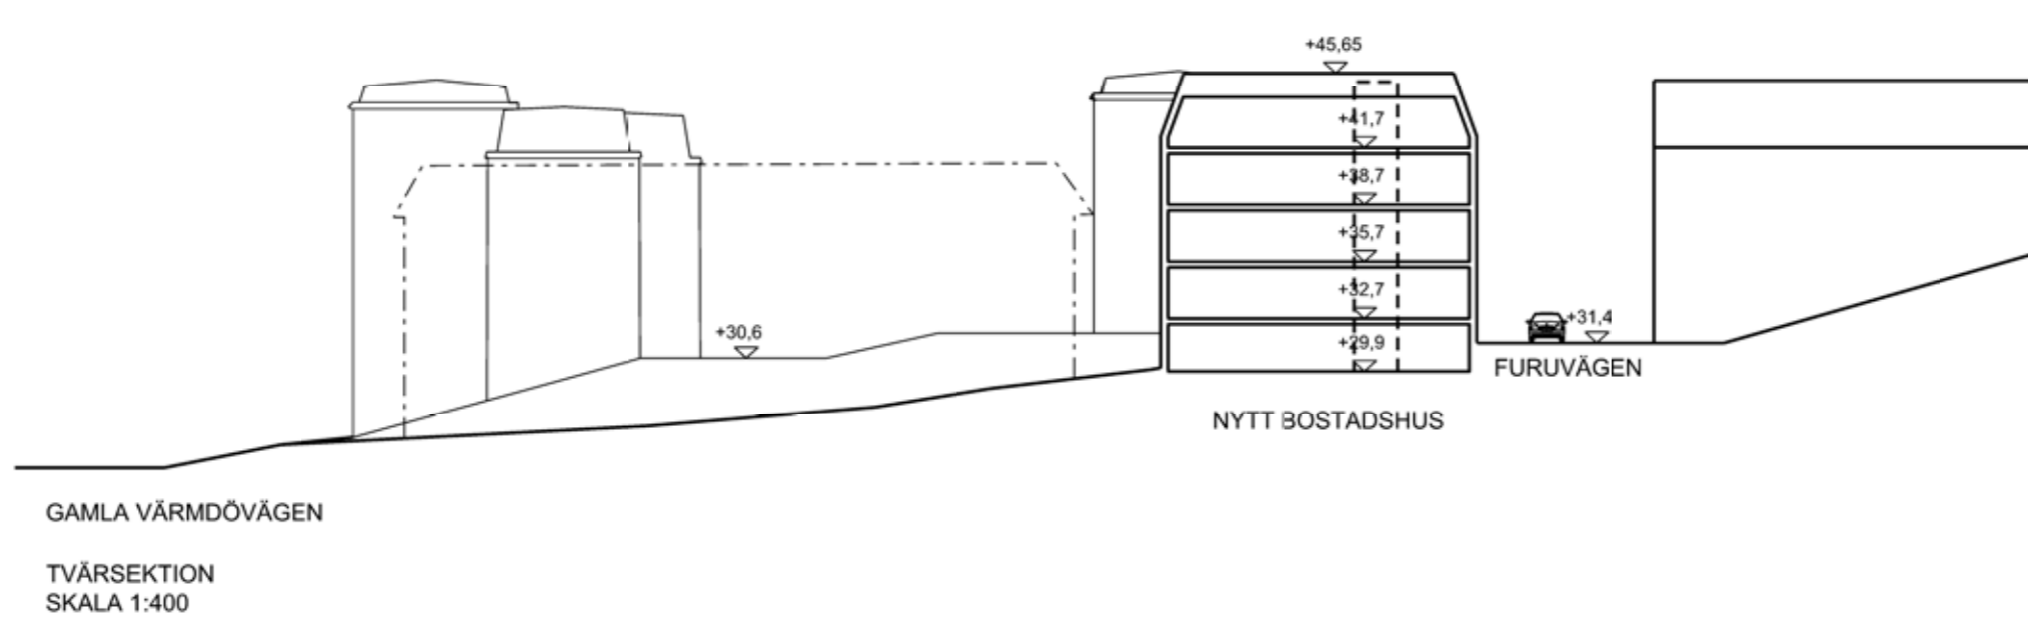 +45,65
+41,7
+38,7
+35,7
+32,7
+31,4
+30,6
+29,9
FURUVÄGEN
NYTT BOSTADSHUS
GAMLA VÄRMDÖVÄGEN
TVÄRSEKTION
SKALA 1:400